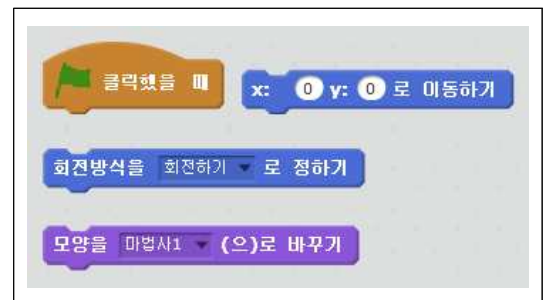 클릭했을 때
x: 0 y: 0 로 이동하기
회전방식을 회전하기 로 정하기
모양을 마법사1 (으)로 바꾸기